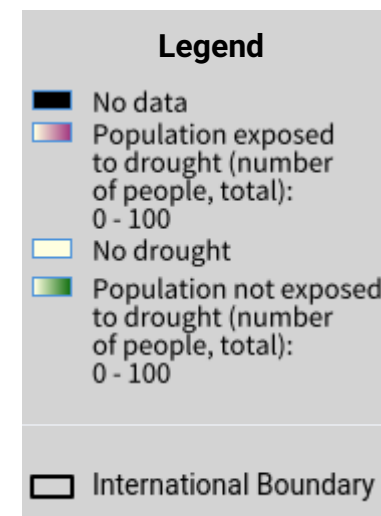 Legend
No data
Population exposed
to drought (number
of people, total):
0 - 100
No drought
Population not exposed
to drought (number
of people, total):
0 - 100
International Boundary